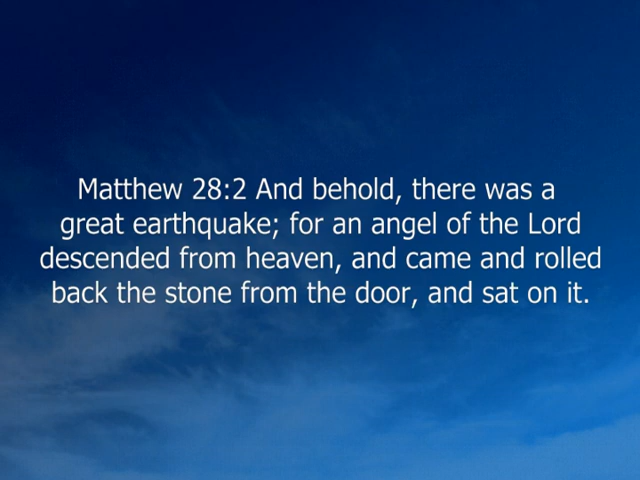 Matthew 28:2 And behold, there was a
great earthquake; for an angel of the Lord
descended from heaven, and came and rolled
back the stone from the door, and sat on it.